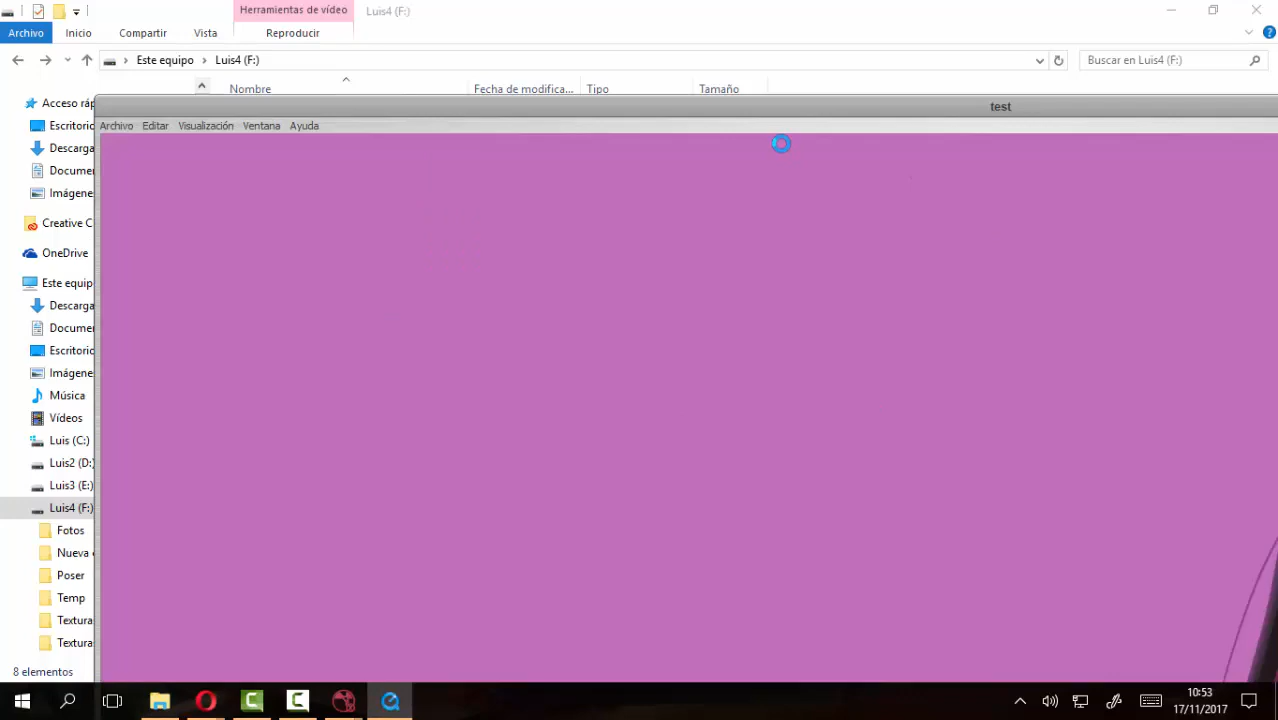 Herramientas de vídeo
Luis4 (F:)
Archivo
Inicio
Compartir
Vista
Reproducir
Este equipo
Luis4 (F:)
Buscar en Luis4 (F:)
Nombre
Fecha de modifica...
Tipo
Tamaño
Acceso ráp
test
Archivo
Editar
Visualización
Ventana
Ayuda
Escritorio
Descarga
Docume
Imágene
Creative C
OneDrive
Este equip
Descarga
Docume
Escritorio
Imágene
Música
Vídeos
Luis (C:)
Luis2 (D:)
Luis3 (E:)
Luis4 (F:)
Fotos
Nueva
Poser
Temp
Textura
Textura
8 elementos
10:53
17/11/2017